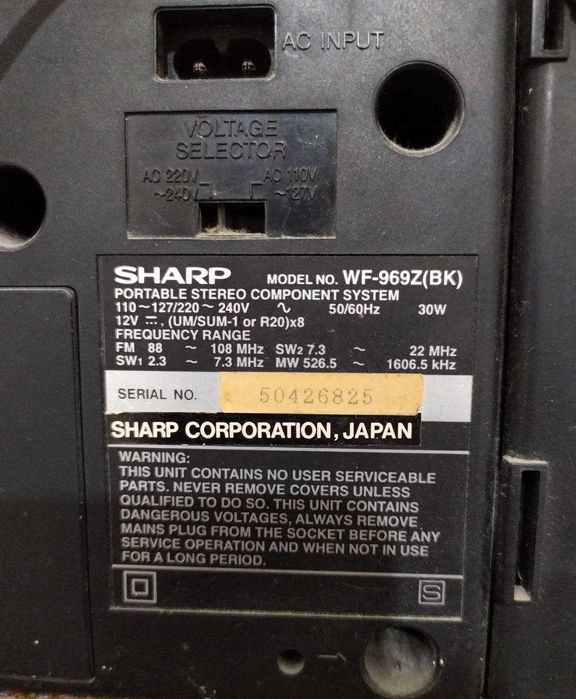 AC INPUT
VOLTAGE
SELECTOR
AC 220V AC 110V
~240V ~127V
SHARP MODEL NO. WF-969Z(BK)
PORTABLE STEREO COMPONENT SYSTEM
110~127/220~240V ∿ 50/60Hz 30W
12V ⎓, (UM/SUM-1 or R20)x8
FREQUENCY RANGE
FM 88 ~ 108 MHz SW2 7.3 ~ 22 MHz
SW1 2.3 ~ 7.3 MHz MW 526.5 ~ 1606.5 kHz
SERIAL NO. 50426825
SHARP CORPORATION, JAPAN
WARNING:
THIS UNIT CONTAINS NO USER SERVICEABLE
PARTS. NEVER REMOVE COVERS UNLESS
QUALIFIED TO DO SO. THIS UNIT CONTAINS
DANGEROUS VOLTAGES, ALWAYS REMOVE
MAINS PLUG FROM THE SOCKET BEFORE ANY
SERVICE OPERATION AND WHEN NOT IN USE
FOR A LONG PERIOD.
S